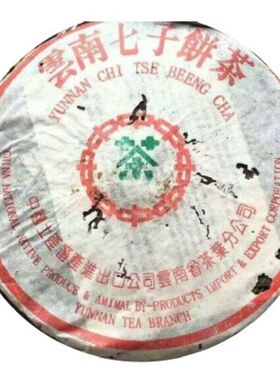 雲南七子餅茶
YUNNAN CHI TSE BEENG CHA
茶
中國土產畜產進出口公司雲南省茶葉分公司
CHINA NATIONAL NATIVE PRODUCE & ANIMAL BY-PRODUCTS IMPORT & EXPORT
YUNNAN TEA BRANCH